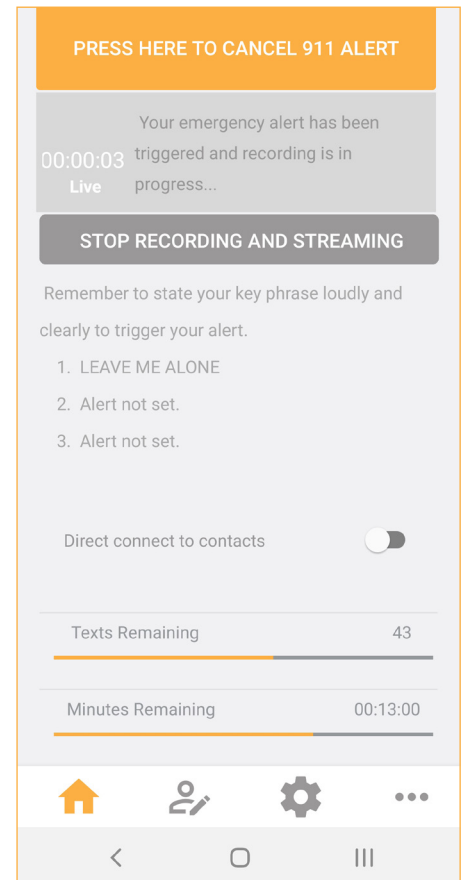 PRESS HERE TO CANCEL 911 ALERT
Your emergency alert has been
00:00:03 triggered and recording is in
Live progress...
STOP RECORDING AND STREAMING
Remember to state your key phrase loudly and
clearly to trigger your alert.
1. LEAVE ME ALONE
2. Alert not set.
3. Alert not set.
Direct connect to contacts
Texts Remaining 43
Minutes Remaining 00:13:00